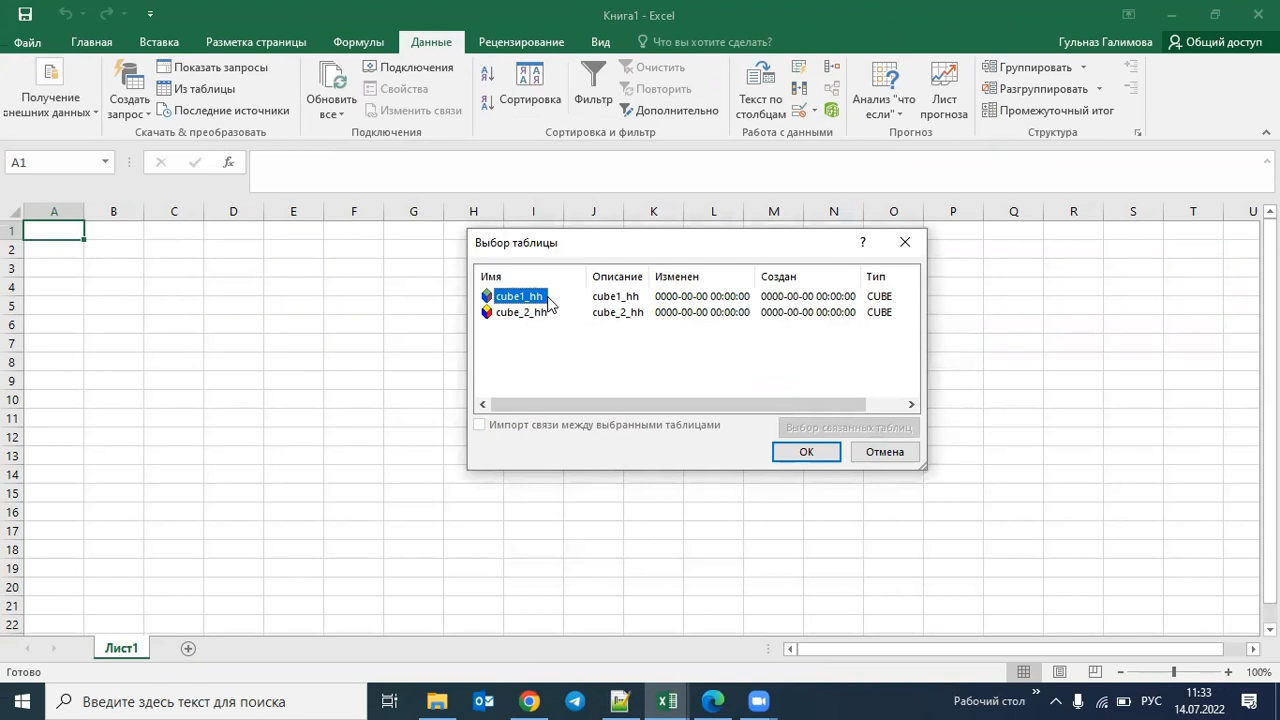 Книга1 - Excel
Файл Главная Вставка Разметка страницы Формулы Данные Рецензирование Вид Что вы хотите сделать? Гульназ Галимова Общий доступ
Получение
внешних данных
Создать
запрос
Показать запросы
Из таблицы
Последние источники
Скачать & преобразовать
Обновить
все
Подключения
Свойства
Изменить связи
Подключения
Сортировка
Фильтр
Очистить
Повторить
Дополнительно
Сортировка и фильтр
Текст по
столбцам
Работа с данными
Анализ "что
если"
Лист
прогноза
Прогноз
Группировать
Разгруппировать
Промежуточный итог
Структура
A1
fx
A B C D E F G H I J K L M N O P Q R S T U
1
2
3
4
5
6
7
8
9
10
11
12
13
14
15
16
17
18
19
20
21
22
Выбор таблицы ?
Имя Описание Изменен Создан Тип
cube1_hh cube1_hh 0000-00-00 00:00:00 0000-00-00 00:00:00 CUBE
cube_2_hh cube_2_hh 0000-00-00 00:00:00 0000-00-00 00:00:00 CUBE
Импорт связи между выбранными таблицами
Выбор связанных таблиц
ОК Отмена
Лист1
Готово 100%
Введите здесь текст для поиска
Рабочий стол РУС
11:33
14.07.2022